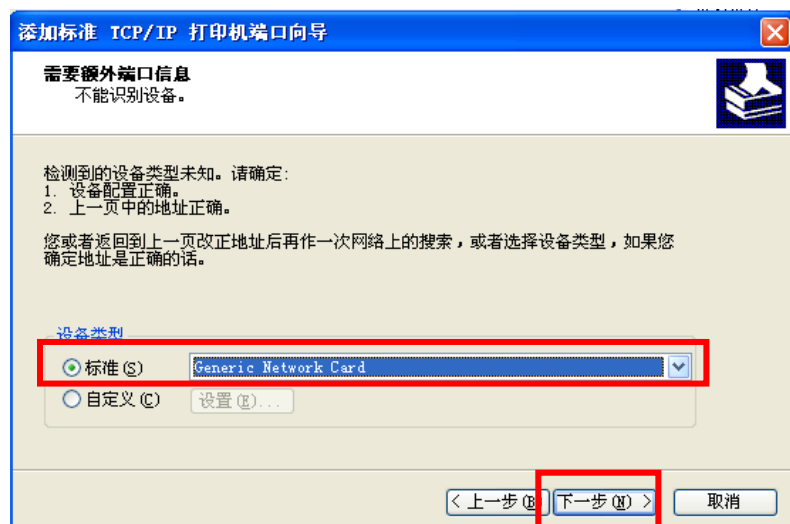 添加标准 TCP/IP 打印机端口向导
需要额外端口信息
不能识别设备。
检测到的设备类型未知。请确定:
1. 设备配置正确。
2. 上一页中的地址正确。
您或者返回到上一页改正地址后再作一次网络上的搜索，或者选择设备类型，如果您
确定地址是正确的话。
设备类型
标准(S) Generic Network Card
自定义(C) 设置(E)...
< 上一步(B) 下一步(N) > 取消